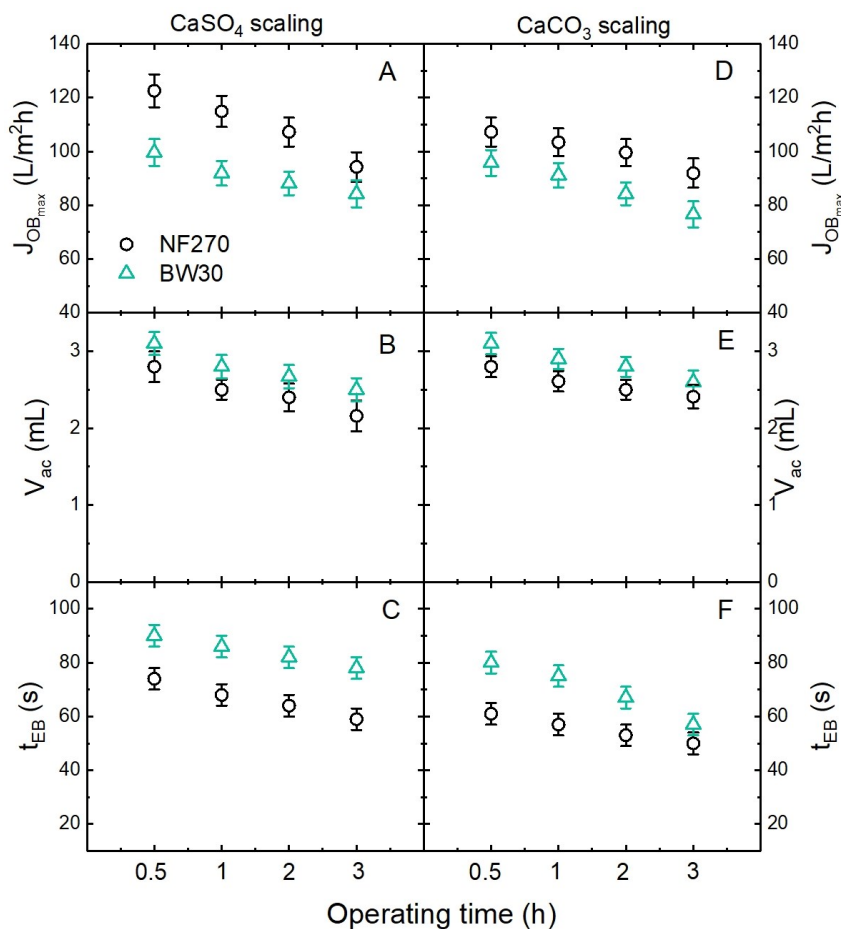 CaSO4 scaling
CaCO3 scaling
140
120
100
80
60
40
JOBmax (L/m²h)
A
NF270
BW30
D
140
120
100
80
60
40
JOBmax (L/m²h)
3
2
1
0
Vac (mL)
B
E
3
2
1
0
Vac (mL)
100
80
60
40
20
tEB (s)
C
F
100
80
60
40
20
tEB (s)
0.5 1 2 3
0.5 1 2 3
Operating time (h)